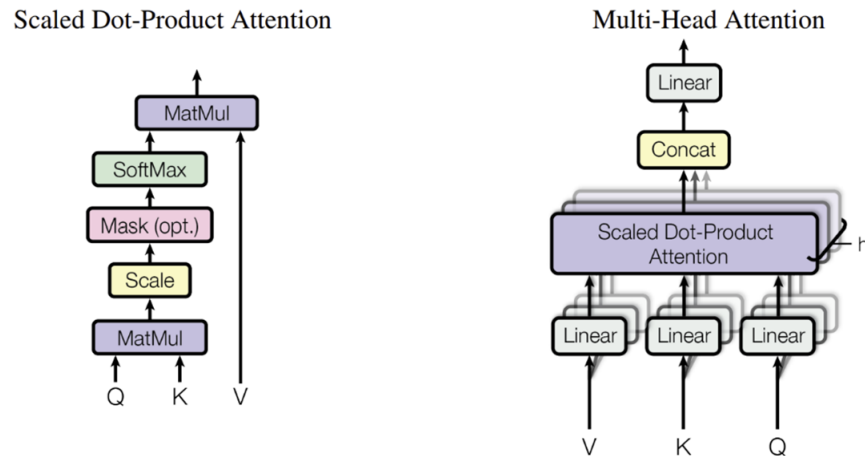 Scaled Dot-Product Attention
MatMul
SoftMax
Mask (opt.)
Scale
MatMul
Q K V
Multi-Head Attention
Linear
Concat
Scaled Dot-Product
Attention
h
Linear Linear Linear
V K Q